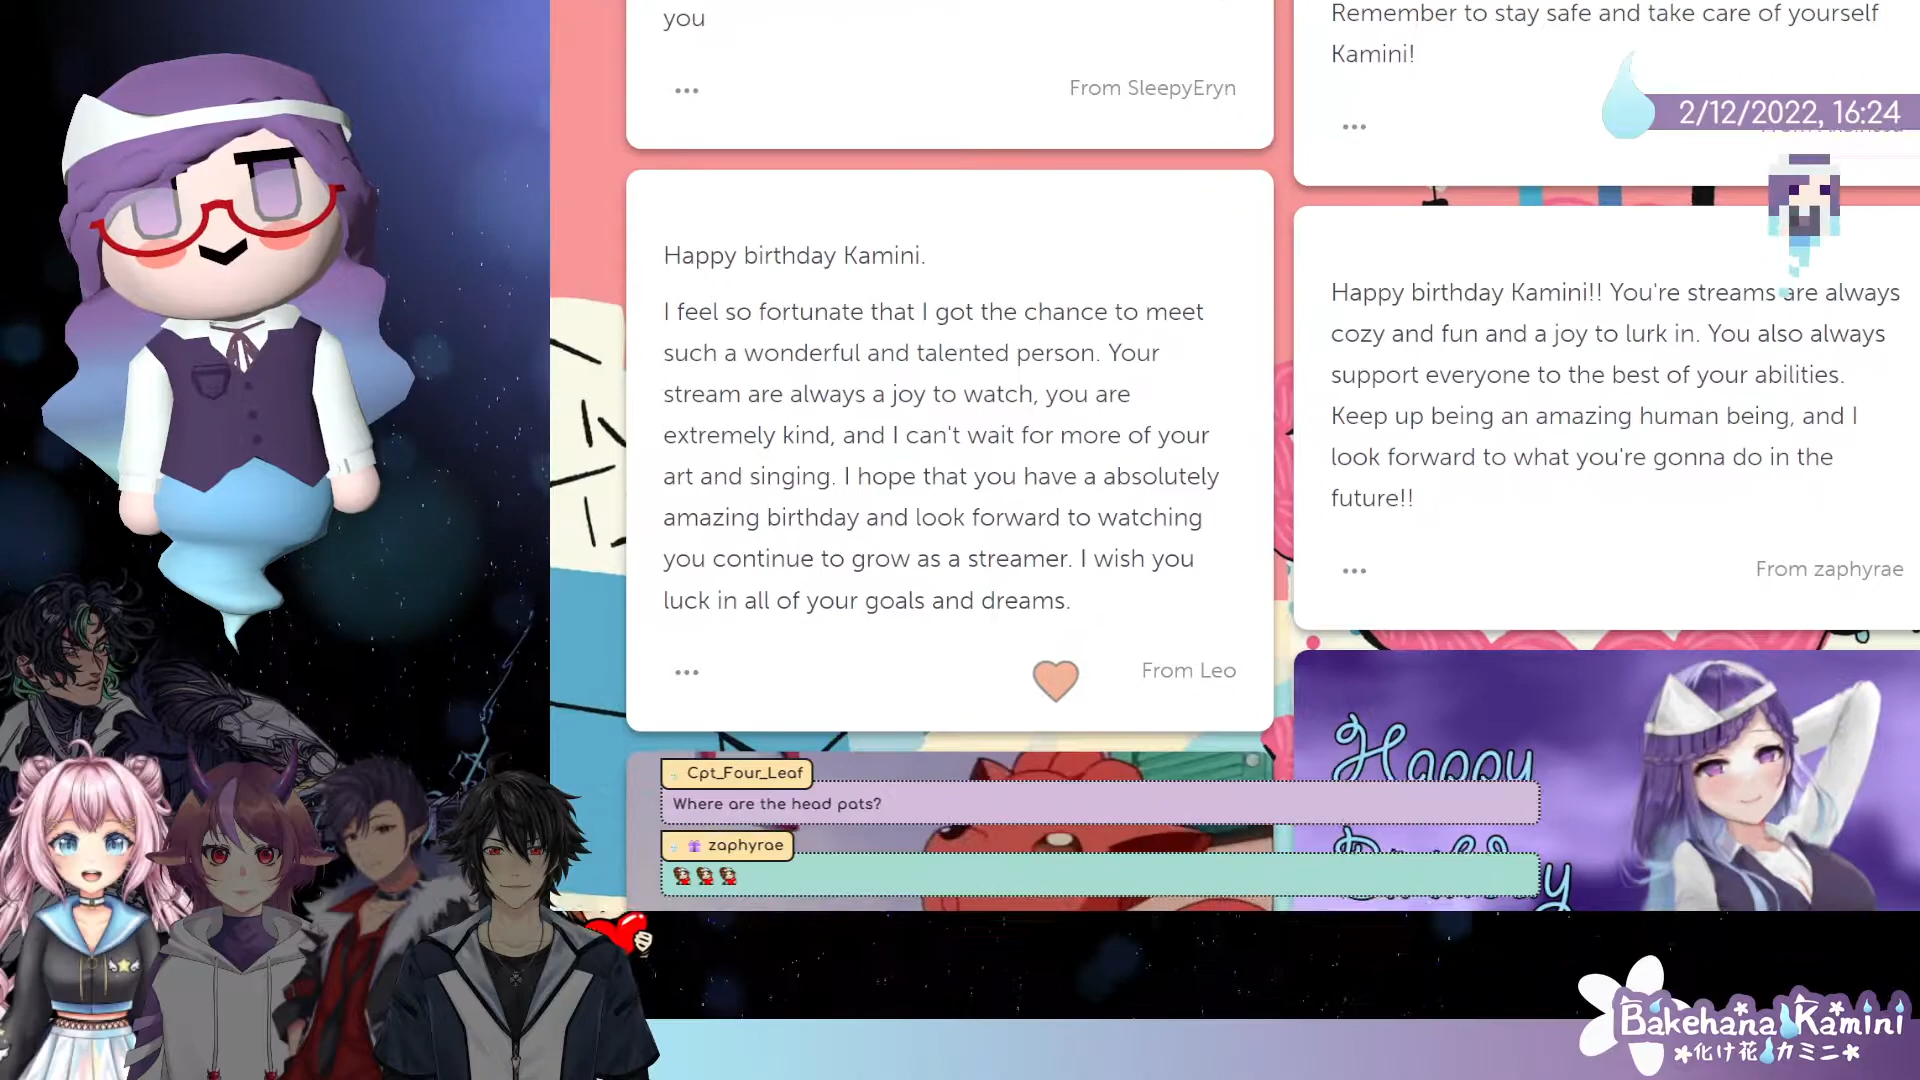 you
From SleepyEryn
Remember to stay safe and take care of yourself
Kamini!
2/12/2022, 16:24
Happy birthday Kamini.
I feel so fortunate that I got the chance to meet
such a wonderful and talented person. Your
stream are always a joy to watch, you are
extremely kind, and I can't wait for more of your
art and singing. I hope that you have a absolutely
amazing birthday and look forward to watching
you continue to grow as a streamer. I wish you
luck in all of your goals and dreams.
From Leo
Happy birthday Kamini!! You're streams are always
cozy and fun and a joy to lurk in. You also always
support everyone to the best of your abilities.
Keep up being an amazing human being, and I
look forward to what you're gonna do in the
future!!
From zaphyrae
Happy
Cpt_Four_Leaf
Where are the head pats?
zaphyrae
Bakehana Kamini
化け花カミニ